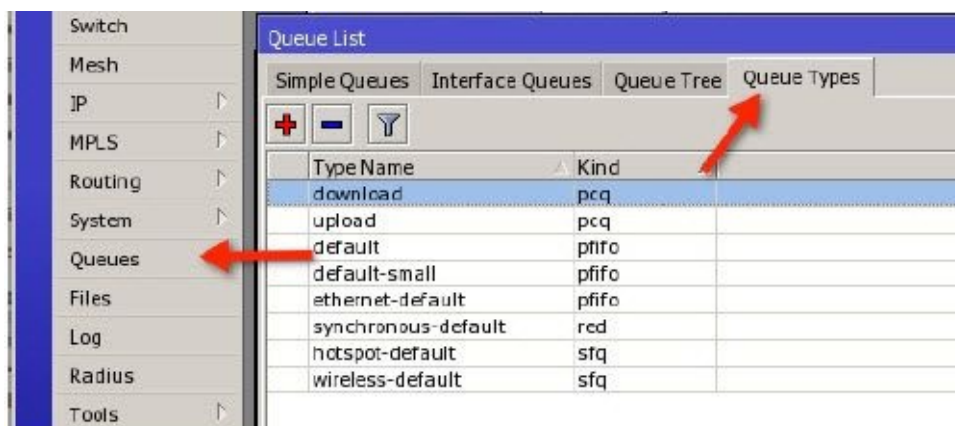 Switch
Mesh
IP
MPLS
Routing
System
Queues
Files
Log
Radius
Tools
Queue List
Simple Queues Interface Queues Queue Tree Queue Types
Type Name Kind
download pcq
upload pcq
default pfifo
default-small pfifo
ethernet-default pfifo
synchronous-default red
hotspot-default sfq
wireless-default sfq